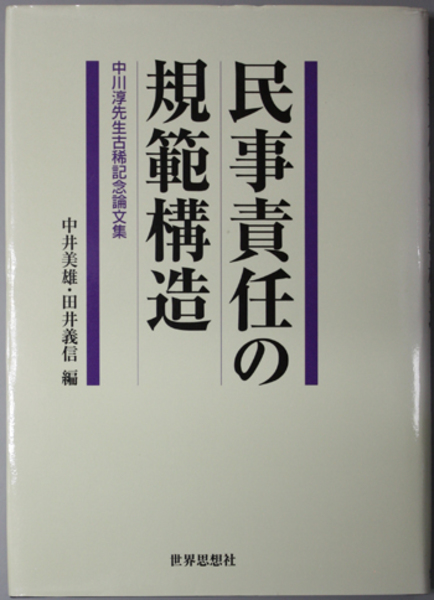 民事責任の
規範構造
中川淳先生古稀記念論文集
中井美雄・田井義信 編
世界思想社